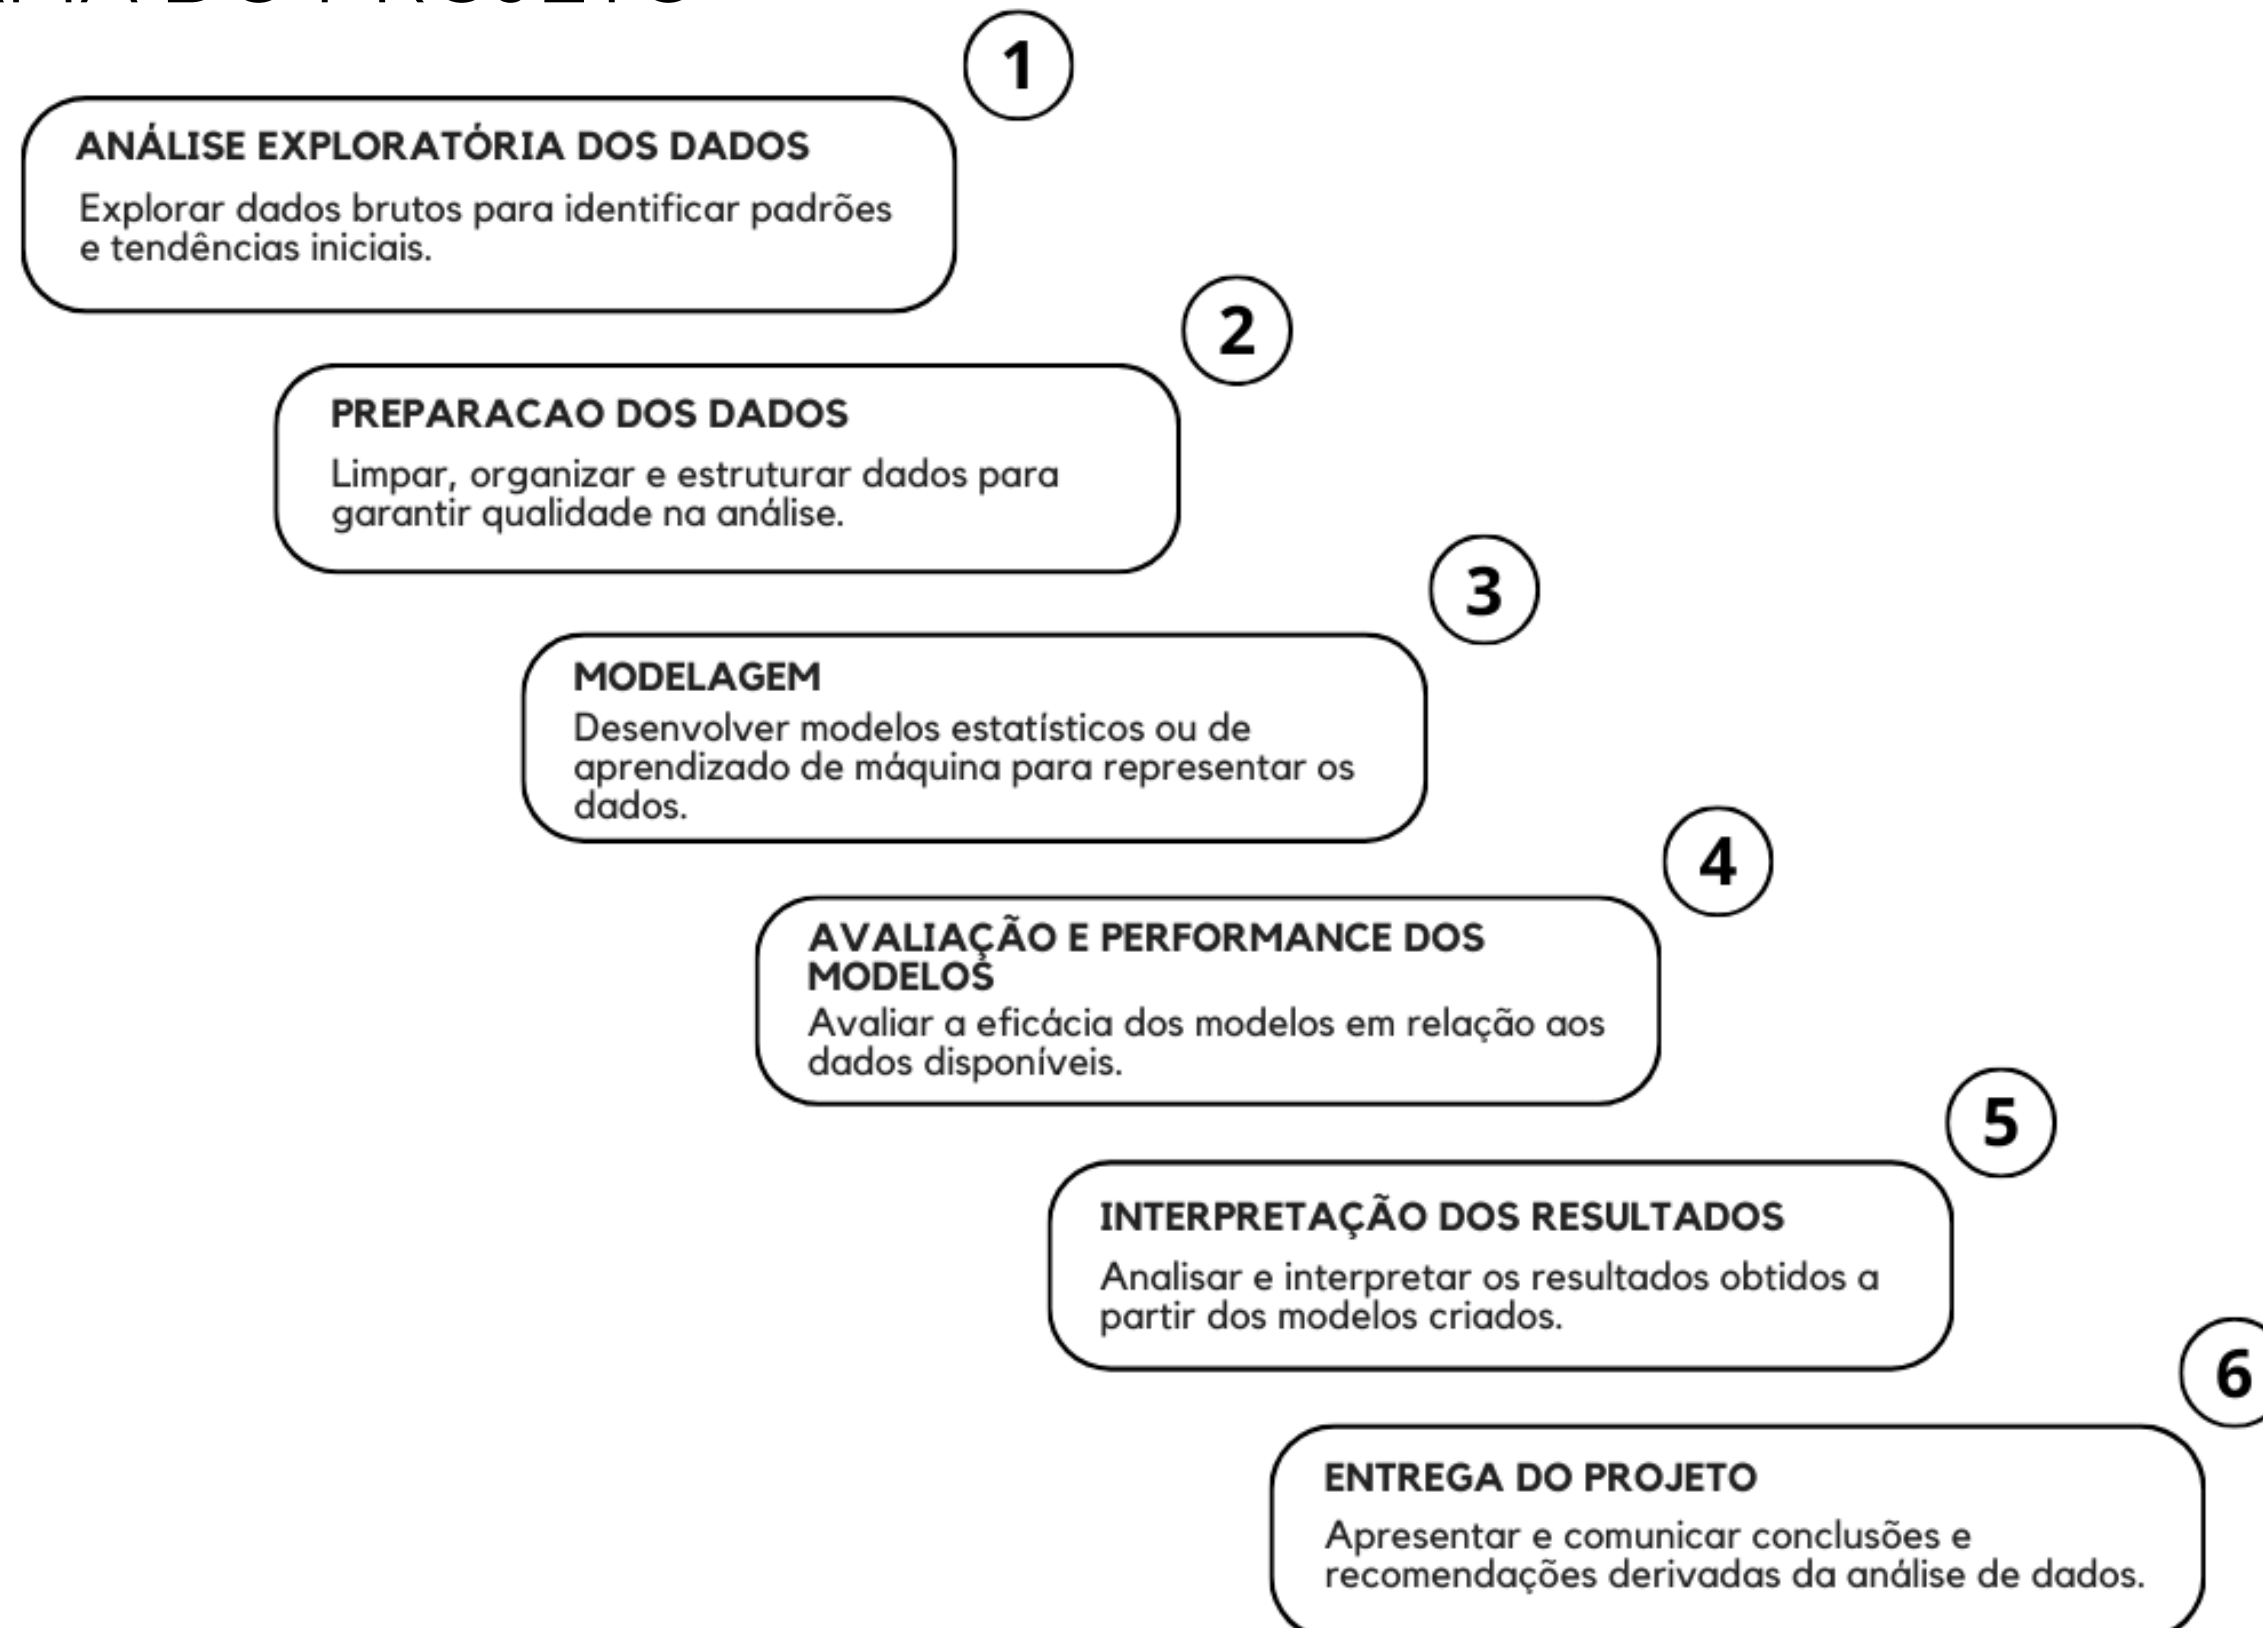 DO PROJETO
1
ANÁLISE EXPLORATÓRIA DOS DADOS
Explorar dados brutos para identificar padrões
e tendências iniciais.
2
PREPARACAO DOS DADOS
Limpar, organizar e estruturar dados para
garantir qualidade na análise.
3
MODELAGEM
Desenvolver modelos estatísticos ou de
aprendizado de máquina para representar os
dados.
4
AVALIAÇÃO E PERFORMANCE DOS
MODELOS
Avaliar a eficácia dos modelos em relação aos
dados disponíveis.
5
INTERPRETAÇÃO DOS RESULTADOS
Analisar e interpretar os resultados obtidos a
partir dos modelos criados.
6
ENTREGA DO PROJETO
Apresentar e comunicar conclusões e
recomendações derivadas da análise de dados.